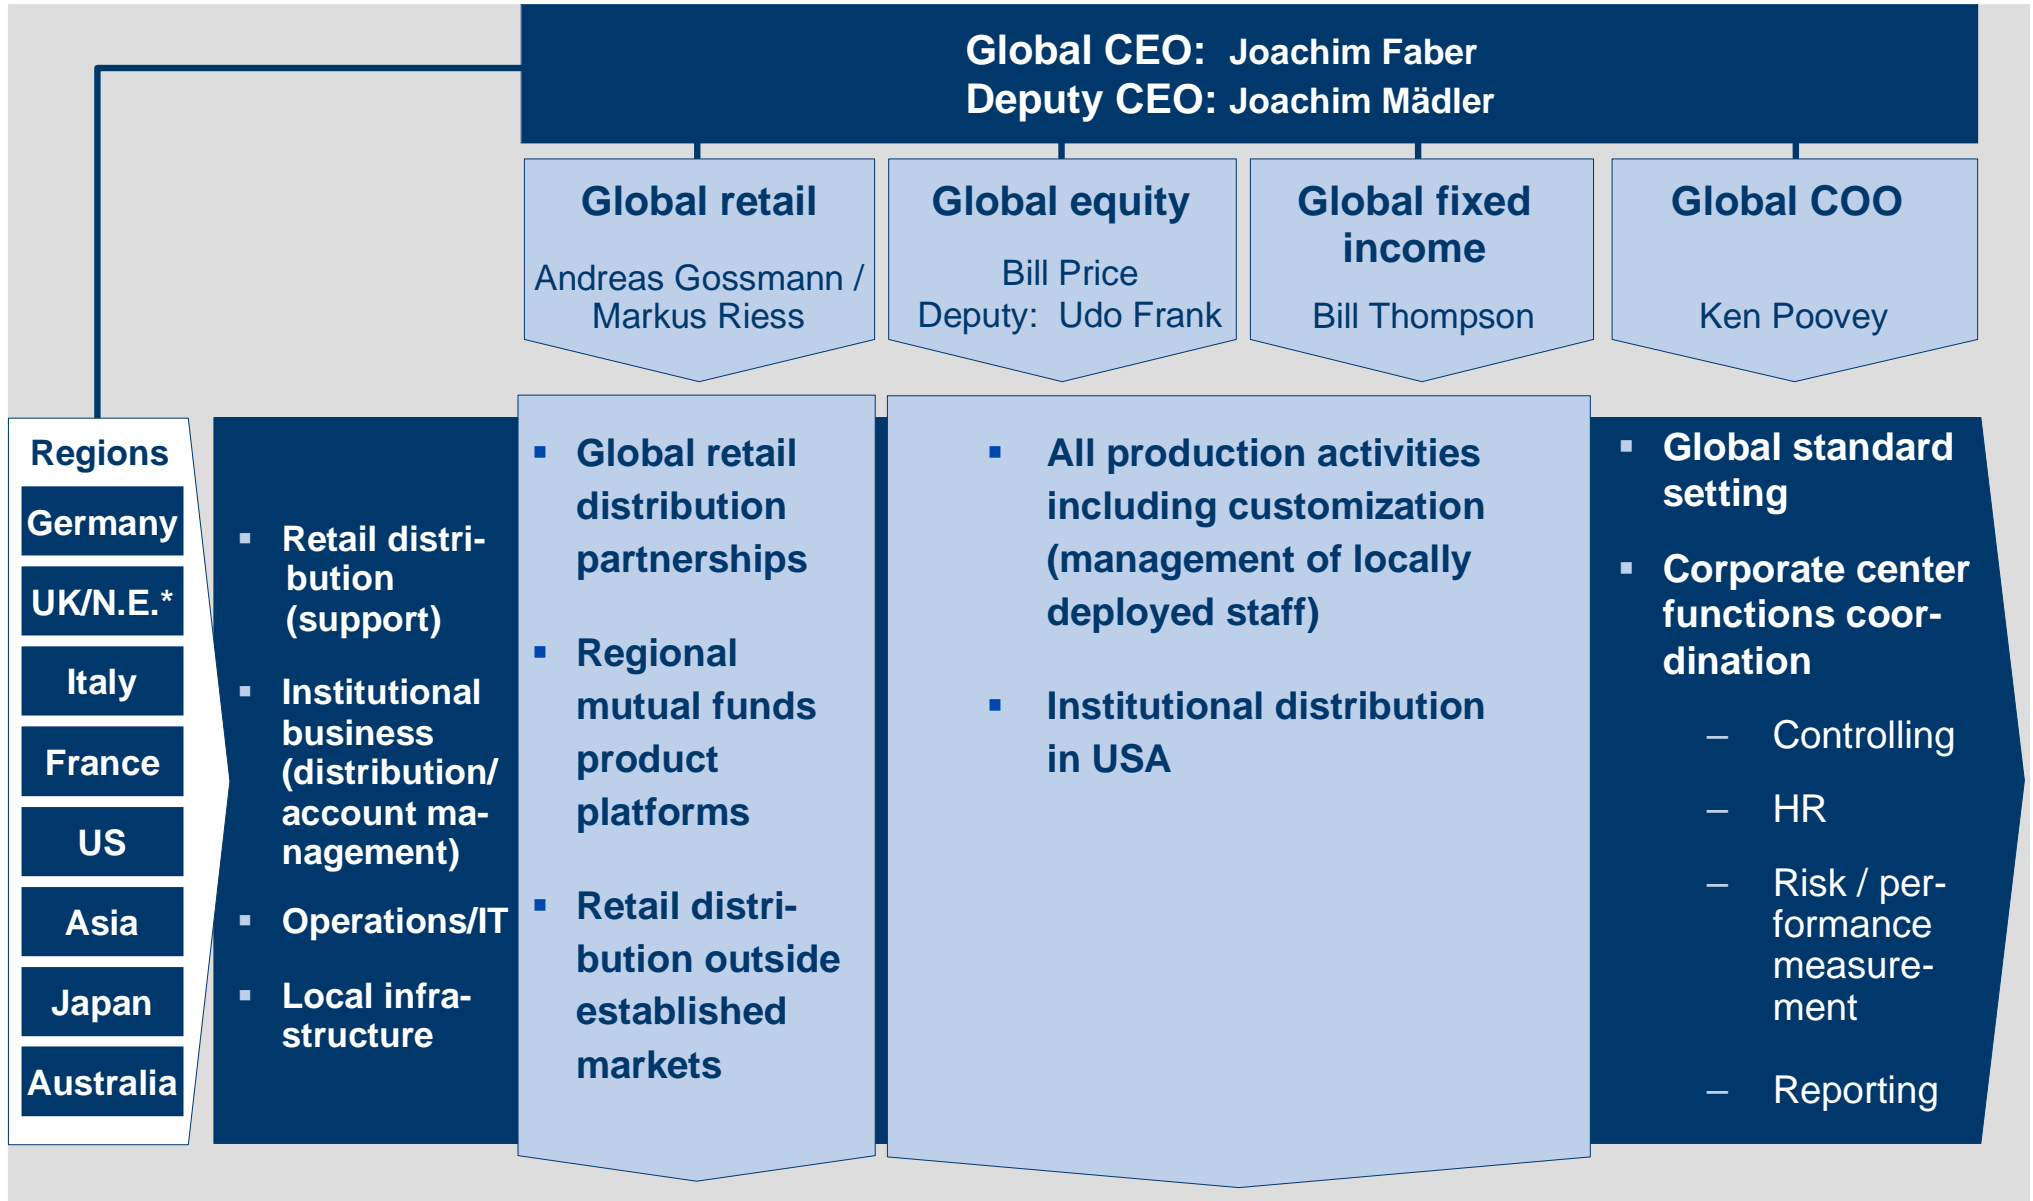 Global CEO: Joachim Faber
Deputy CEO: Joachim Mädler
Global retail
Andreas Gossmann /
Markus Riess
Global equity
Bill Price
Deputy: Udo Frank
Global fixed
income
Bill Thompson
Global COO
Ken Poovey
Regions
Germany
UK/N.E.*
Italy
France
US
Asia
Japan
Australia
▪ Retail distri-
bution
(support)
▪ Institutional
business
(distribution/
account ma-
nagement)
▪ Operations/IT
▪ Local infra-
structure
▪ Global retail
distribution
partnerships
▪ Regional
mutual funds
product
platforms
▪ Retail distri-
bution outside
established
markets
▪ All production activities
including customization
(management of locally
deployed staff)
▪ Institutional distribution
in USA
▪ Global standard
setting
▪ Corporate center
functions coor-
dination
– Controlling
– HR
– Risk / per-
formance
measure-
ment
– Reporting